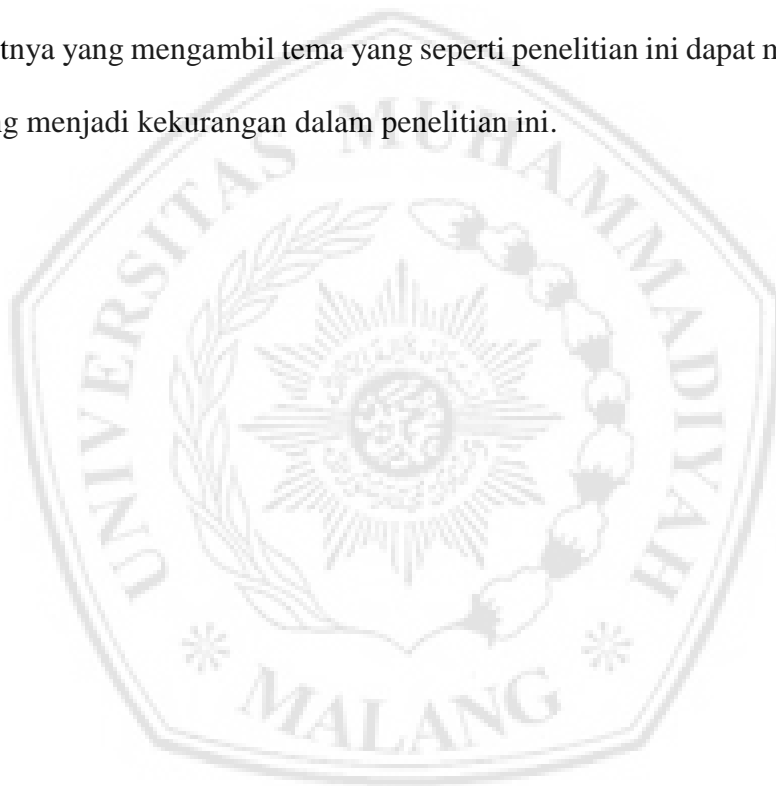 tnya yang mengambil tema yang seperti penelitian ini dapat
g menjadi kekurangan dalam penelitian ini.
UNIVERSITAS MUHAMMADIYAH
MALANG